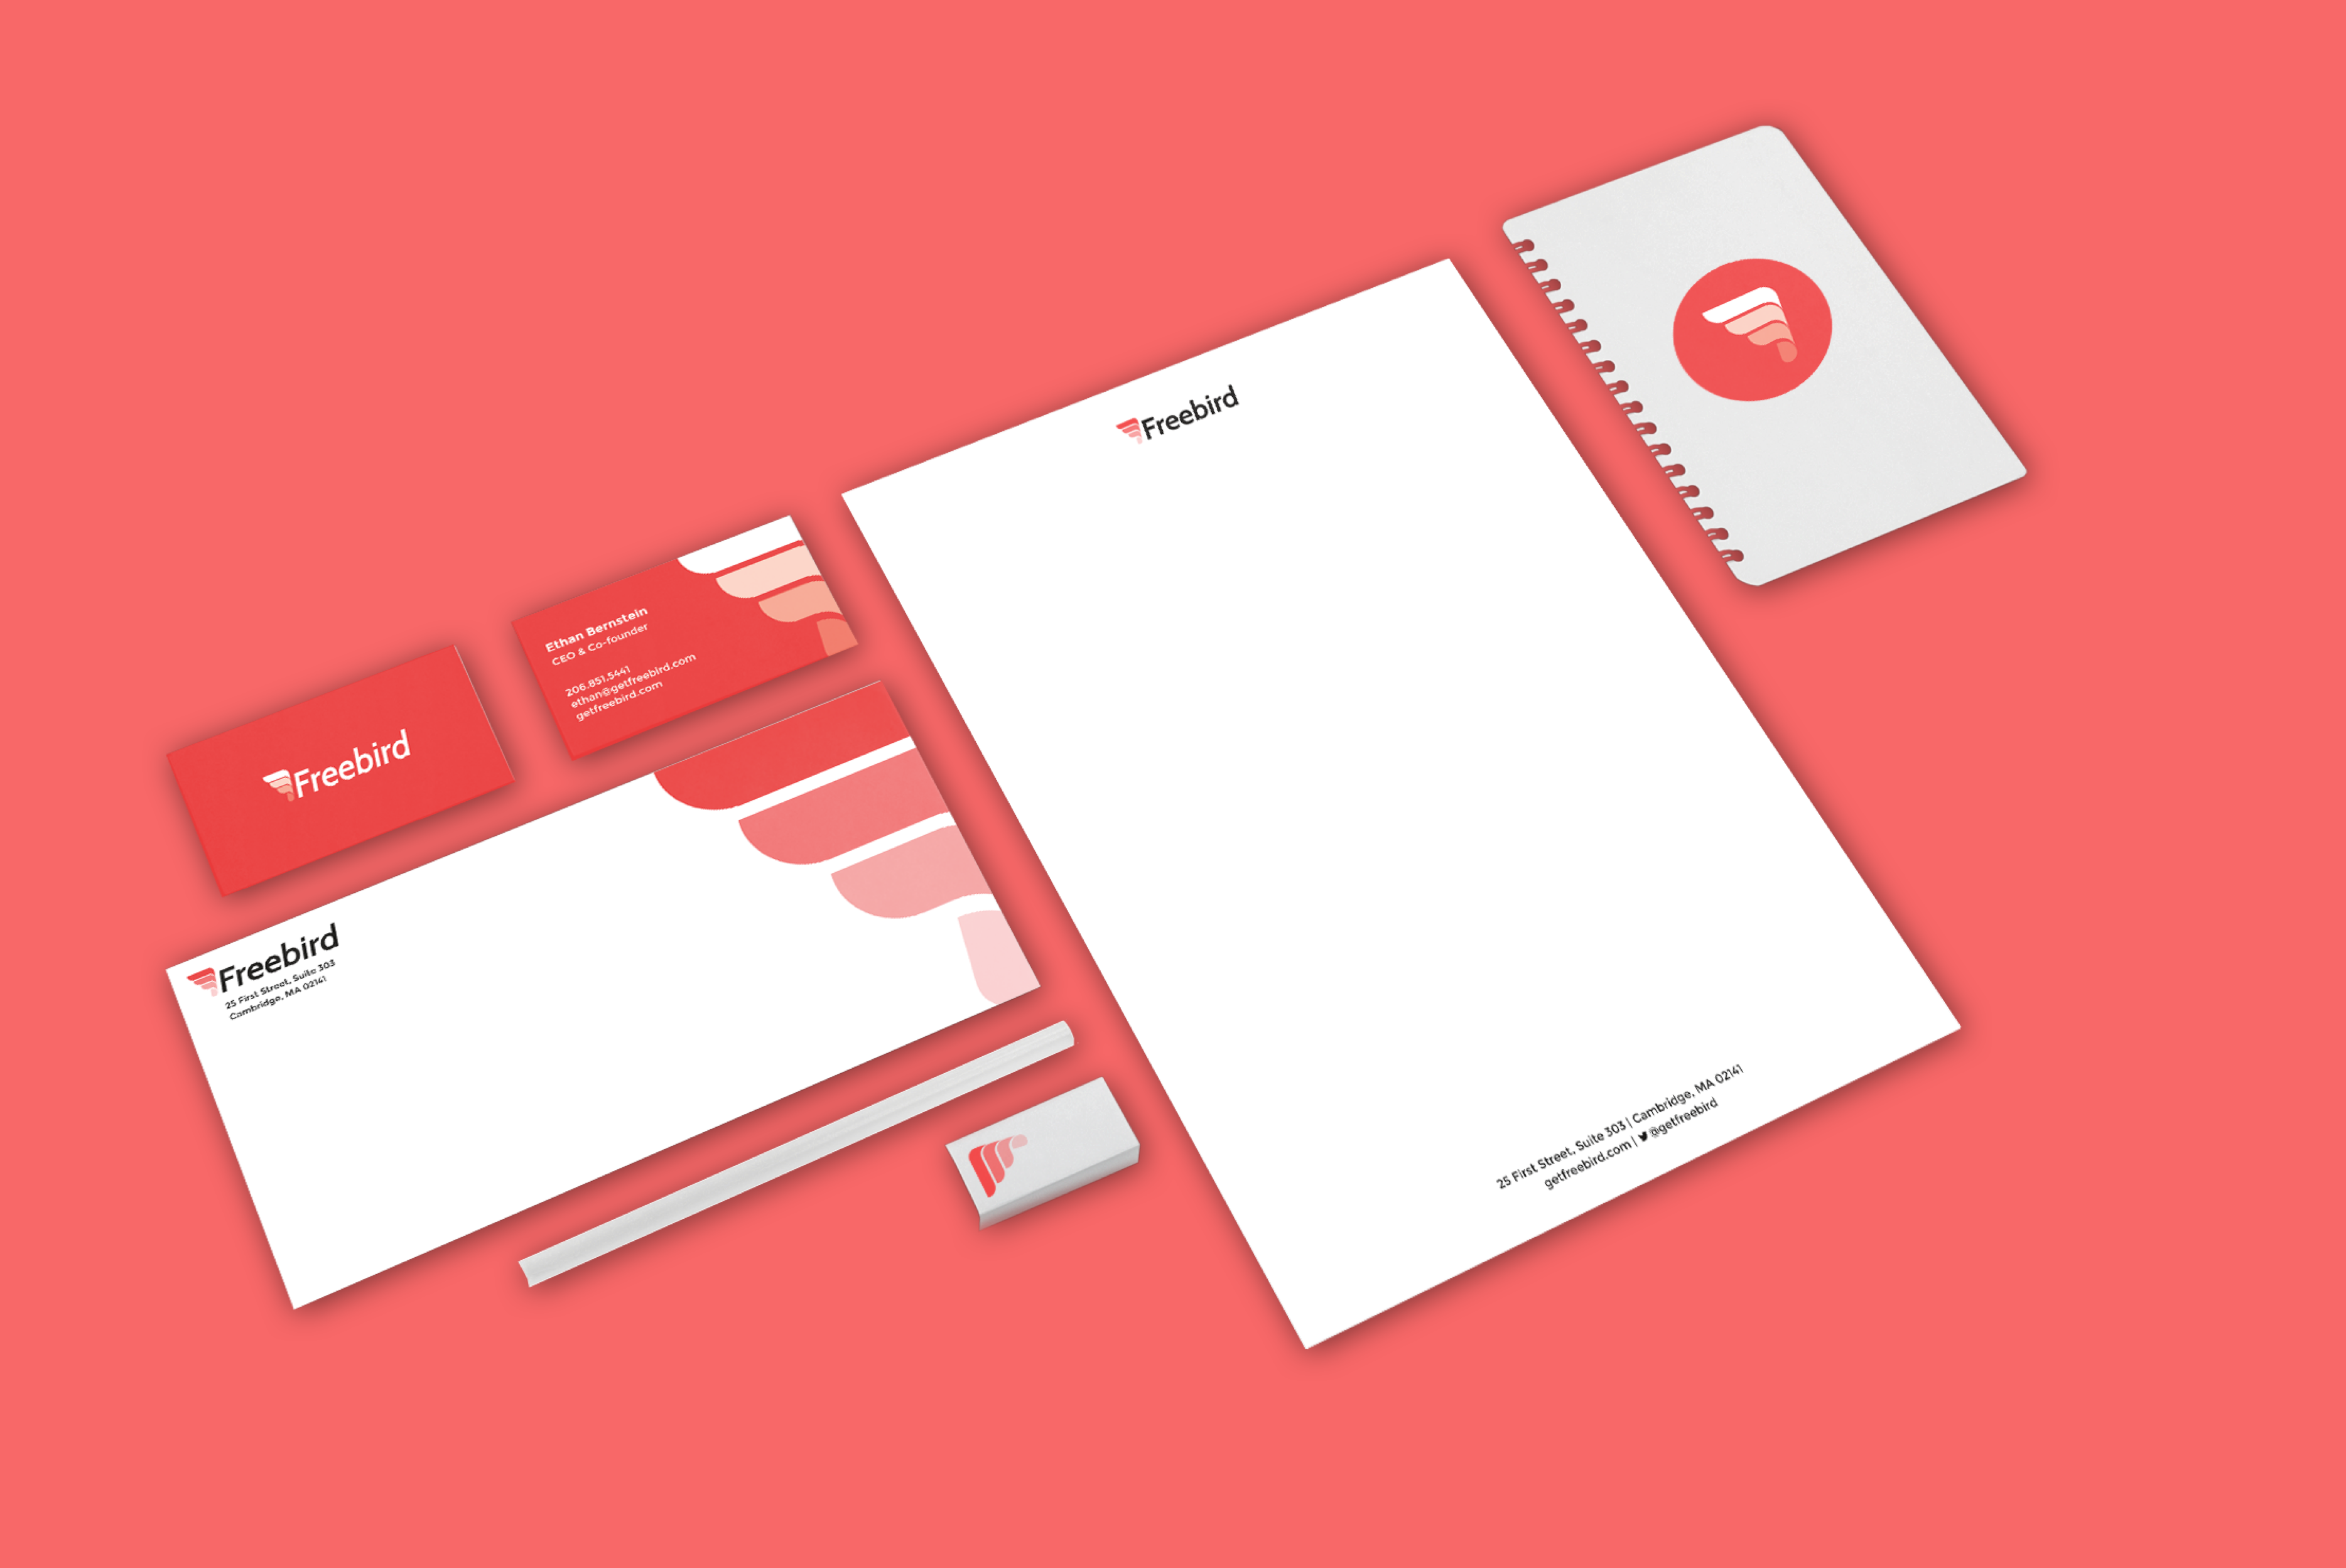 Freebird
Ethan Bernstein
CEO & Co-founder
206.851.5441
ethan@getfreebird.com
getfreebird.com
Freebird
Freebird
25 First Street, Suite 303
Cambridge, MA 02141
Freebird
25 First Street, Suite 303 | Cambridge, MA 02141
getfreebird.com | @getfreebird